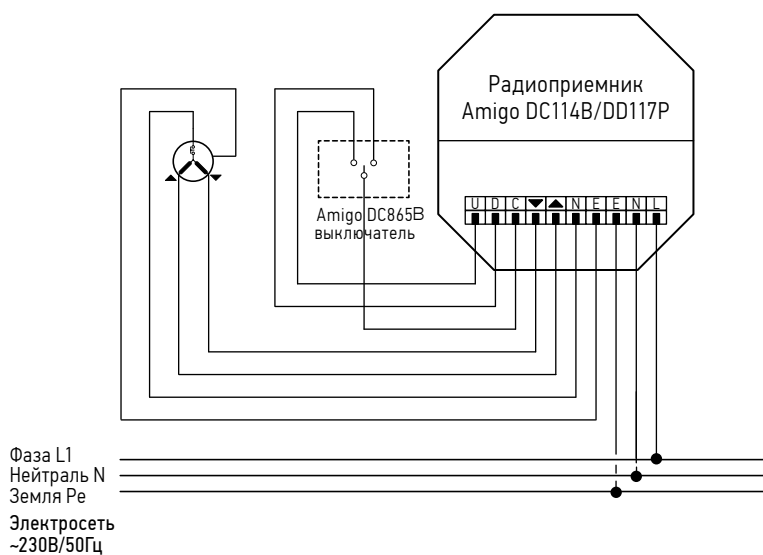 Радиоприемник
Amigo DC114B/DD117P
U D C ▼ ▲ N E E N L
Amigo DC865B
выключатель
Фаза L1
Нейтраль N
Земля Pe
Электросеть
~230В/50Гц